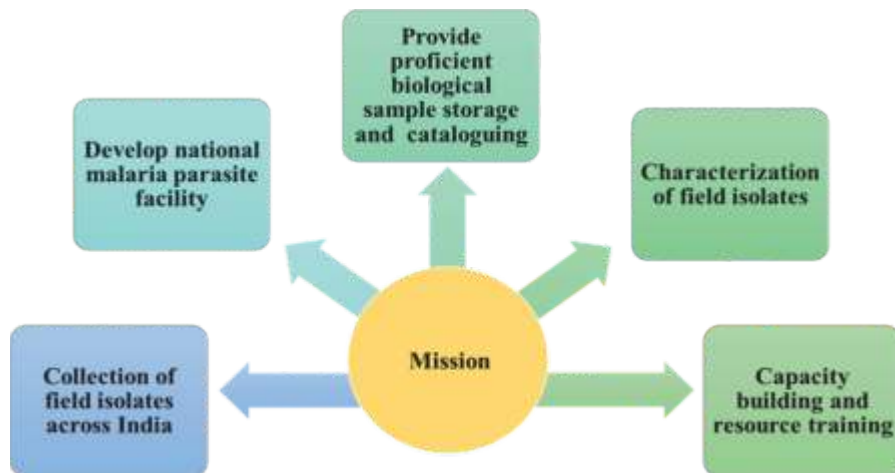 Provide
proficient
biological
sample storage
and cataloguing
Develop national
malaria parasite
facility
Characterization
of field isolates
Mission
Collection of
field isolates
across India
Capacity
building and
resource training